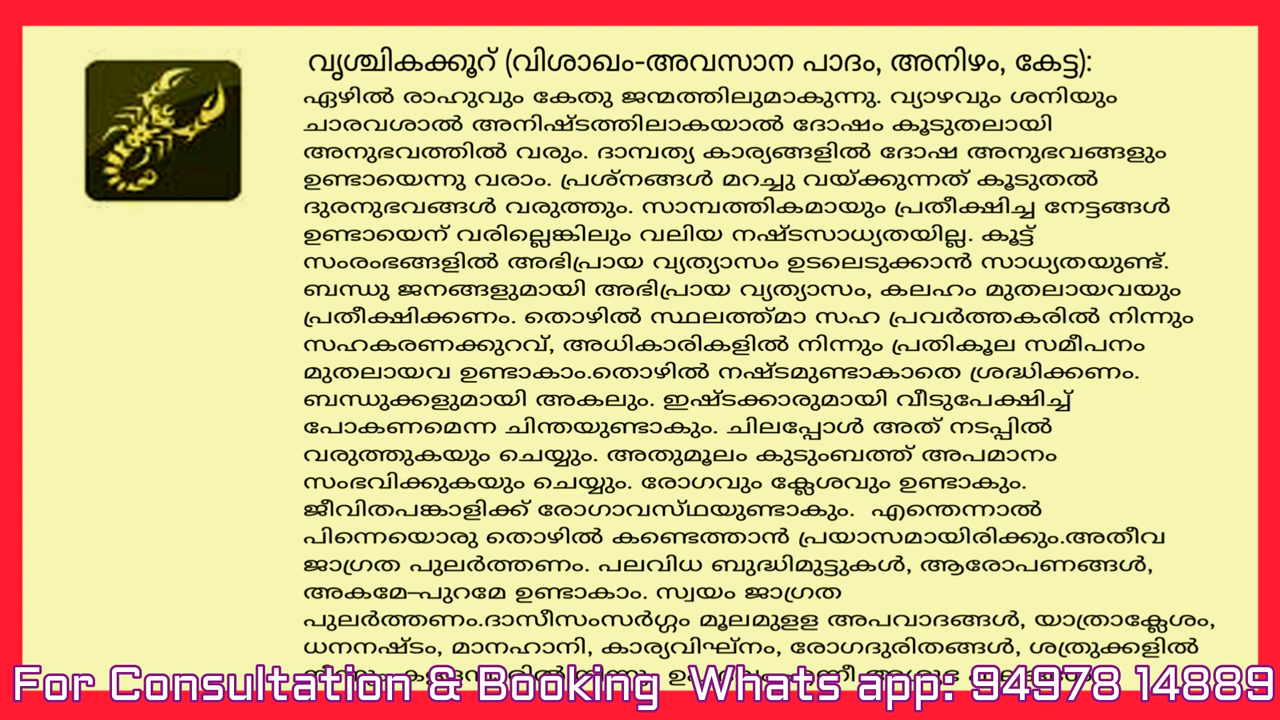 വൃശ്ചികക്കൂറ് (വിശാഖം-അവസാന പാദം, അനിഴം, കേട്ട):
ഏഴിൽ രാഹുവും കേതു ജന്മത്തിലുമാകുന്നു. വ്യാഴവും ശനിയും
ചാരവശാൽ അനിഷ്ടത്തിലാകയാൽ ദോഷം കൂടുതലായി
അനുഭവത്തിൽ വരും. ദാമ്പത്യ കാര്യങ്ങളിൽ ദോഷ അനുഭവങ്ങളും
ഉണ്ടായെന്നു വരാം. പ്രശ്നങ്ങൾ മറച്ചു വയ്ക്കുന്നത് കൂടുതൽ
ദുരനുഭവങ്ങൾ വരുത്തും. സാമ്പത്തികമായും പ്രതീക്ഷിച്ച നേട്ടങ്ങൾ
ഉണ്ടായെന് വരില്ലെങ്കിലും വലിയ നഷ്ടസാധ്യതയില്ല. കൂട്ട്
സംരംഭങ്ങളിൽ അഭിപ്രായ വ്യത്യാസം ഉടലെടുക്കാൻ സാധ്യതയുണ്ട്.
ബന്ധു ജനങ്ങളുമായി അഭിപ്രായ വ്യത്യാസം, കലഹം മുതലായവയും
പ്രതീക്ഷിക്കണം. തൊഴിൽ സ്ഥലത്ത്മാ സഹ പ്രവർത്തകരിൽ നിന്നും
സഹകരണക്കുറവ്, അധികാരികളിൽ നിന്നും പ്രതികൂല സമീപനം
മുതലായവ ഉണ്ടാകാം.തൊഴിൽ നഷ്ടമുണ്ടാകാതെ ശ്രദ്ധിക്കണം.
ബന്ധുക്കളുമായി അകലും. ഇഷ്ടക്കാരുമായി വീടുപേക്ഷിച്ച്
പോകണമെന്ന ചിന്തയുണ്ടാകും. ചിലപ്പോൾ അത് നടപ്പിൽ
വരുത്തുകയും ചെയ്യും. അതുമൂലം കുടുംബത്ത് അപമാനം
സംഭവിക്കുകയും ചെയ്യും. രോഗവും ക്ലേശവും ഉണ്ടാകും.
ജീവിതപങ്കാളിക്ക് രോഗാവസ്ഥയുണ്ടാകും. എന്തെന്നാൽ
പിന്നെയൊരു തൊഴിൽ കണ്ടെത്താൻ പ്രയാസമായിരിക്കും.അതീവ
ജാഗ്രത പുലർത്തണം. പലവിധ ബുദ്ധിമുട്ടുകൾ, ആരോപണങ്ങൾ,
അകമേ-പുറമേ ഉണ്ടാകാം. സ്വയം ജാഗ്രത
പുലർത്തണം.ദാസീസംസർഗ്ഗം മൂലമുളള അപവാദങ്ങൾ, യാത്രാക്ലേശം,
ധനനഷ്ടം, മാനഹാനി, കാര്യവിഘ്നം, രോഗദുരിതങ്ങൾ, ശത്രുക്കളിൽ
For Consultation & Booking Whats app: 94978 14889